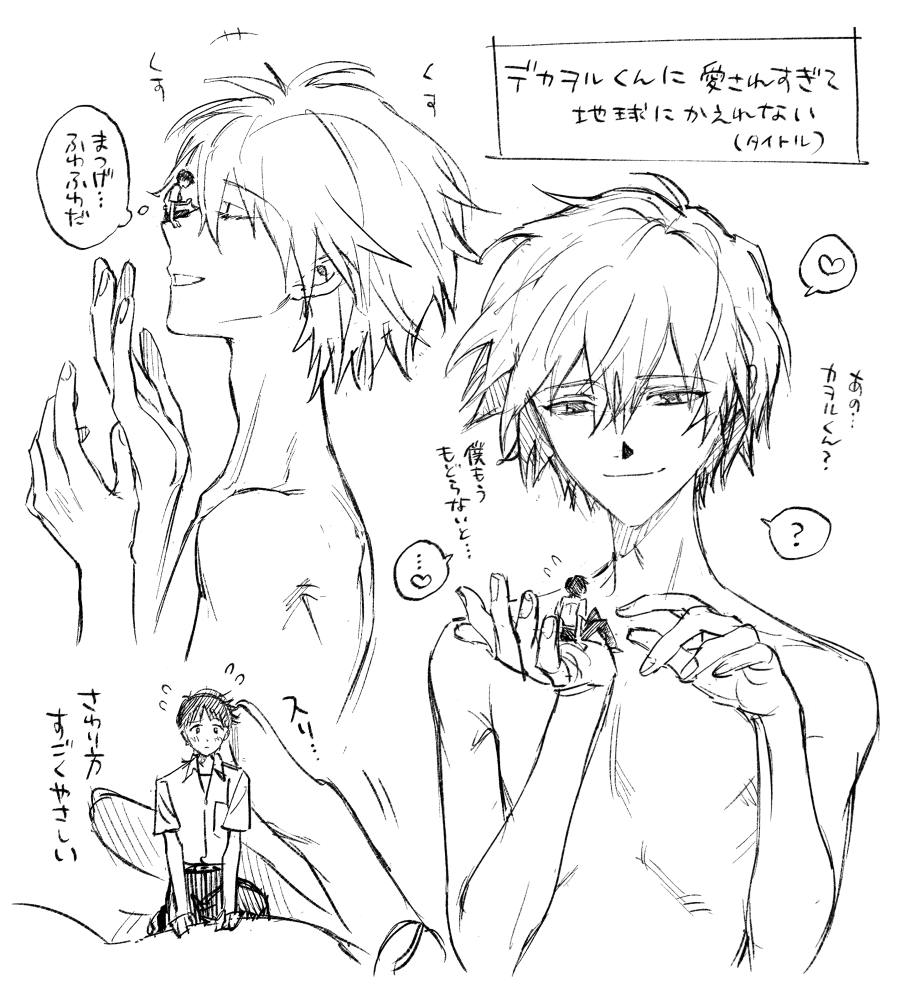 デカヲルくんに愛されすぎて
地球にかえれない
(タイトル)
くす
くす
まつげ…
ふわふわだ
あの…
カヲルくん?
?
僕もう
もどらないと…
…
スリ…
さわり方
すごくやさしい